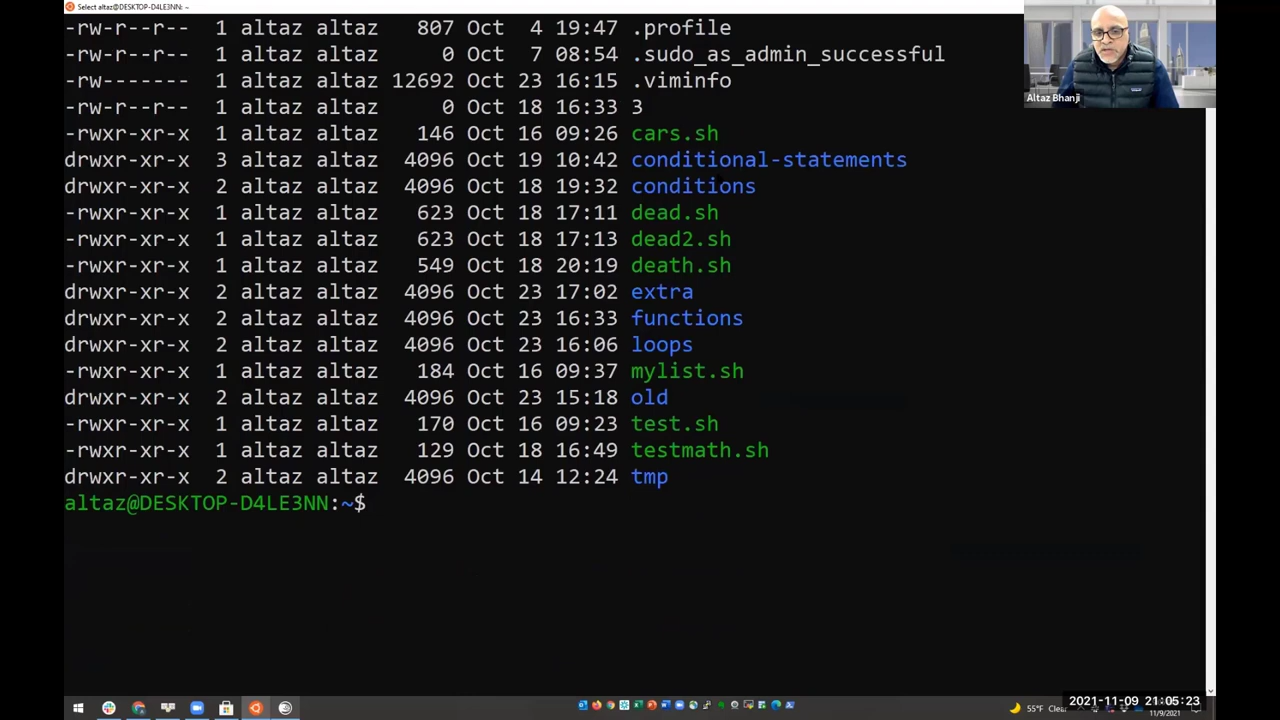 Select altaz@DESKTOP-D4LE3NN: ~
-rw-r--r-- 1 altaz altaz 807 Oct 4 19:47 .profile
-rw-r--r-- 1 altaz altaz 0 Oct 7 08:54 .sudo_as_admin_successful
-rw------- 1 altaz altaz 12692 Oct 23 16:15 .viminfo
-rw-r--r-- 1 altaz altaz 0 Oct 18 16:33 3
-rwxr-xr-x 1 altaz altaz 146 Oct 16 09:26 cars.sh
drwxr-xr-x 3 altaz altaz 4096 Oct 19 10:42 conditional-statements
drwxr-xr-x 2 altaz altaz 4096 Oct 18 19:32 conditions
-rwxr-xr-x 1 altaz altaz 623 Oct 18 17:11 dead.sh
-rwxr-xr-x 1 altaz altaz 623 Oct 18 17:13 dead2.sh
-rwxr-xr-x 1 altaz altaz 549 Oct 18 20:19 death.sh
drwxr-xr-x 2 altaz altaz 4096 Oct 23 17:02 extra
drwxr-xr-x 2 altaz altaz 4096 Oct 23 16:33 functions
drwxr-xr-x 2 altaz altaz 4096 Oct 23 16:06 loops
-rwxr-xr-x 1 altaz altaz 184 Oct 16 09:37 mylist.sh
drwxr-xr-x 2 altaz altaz 4096 Oct 23 15:18 old
-rwxr-xr-x 1 altaz altaz 170 Oct 16 09:23 test.sh
-rwxr-xr-x 1 altaz altaz 129 Oct 18 16:49 testmath.sh
drwxr-xr-x 2 altaz altaz 4096 Oct 14 12:24 tmp
altaz@DESKTOP-D4LE3NN:~$
Altaz Bhanji
55°F Clear
2021-11-09 21:05:23
11/9/2021